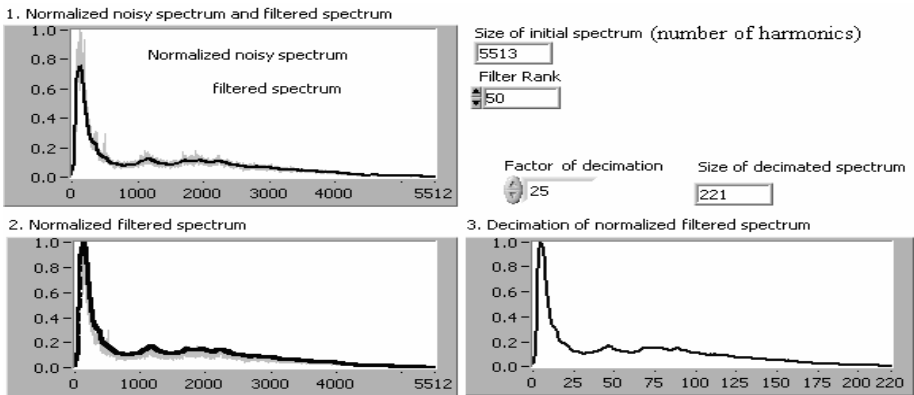 1. Normalized noisy spectrum and filtered spectrum
1.0
0.8
0.6
0.4
0.2
0.0
Normalized noisy spectrum
filtered spectrum
0 1000 2000 3000 4000 5512
Size of initial spectrum (number of harmonics)
5513
Filter Rank
50
Factor of decimation
25
Size of decimated spectrum
221
2. Normalized filtered spectrum
1.0
0.8
0.6
0.4
0.2
0.0
0 1000 2000 3000 4000 5512
3. Decimation of normalized filtered spectrum
1.0
0.8
0.6
0.4
0.2
0.0
0 25 50 75 100 125 150 175 200 220